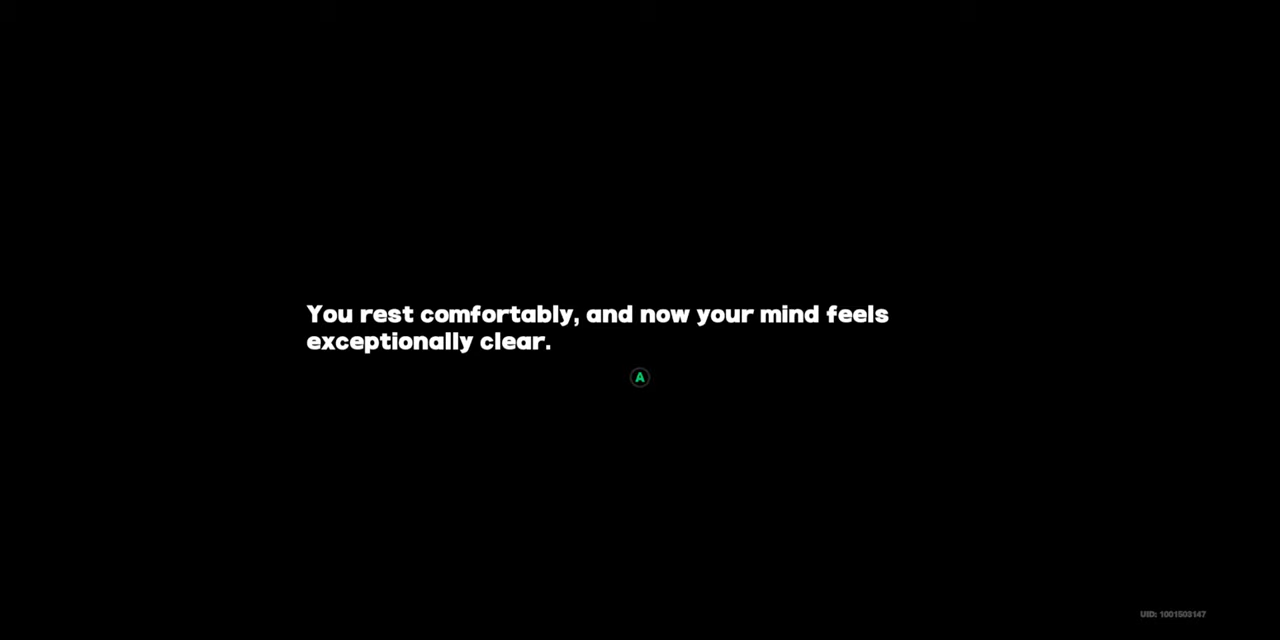 You rest comfortably, and now your mind feels
exceptionally clear.
A
UID: 1001503147